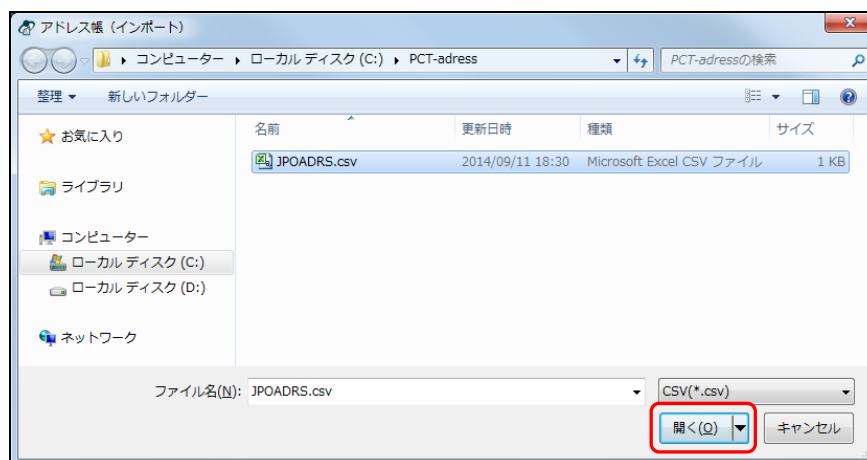 アドレス帳（インポート）
コンピューター ローカル ディスク (C:) PCT-adress PCT-adressの検索
整理 新しいフォルダー
名前 更新日時 種類 サイズ
JPOADRS.csv 2014/09/11 18:30 Microsoft Excel CSV ファイル 1 KB
お気に入り
ライブラリ
コンピューター
ローカル ディスク (C:)
ローカル ディスク (D:)
ネットワーク
ファイル名(N): JPOADRS.csv CSV(*.csv)
開く(O) キャンセル